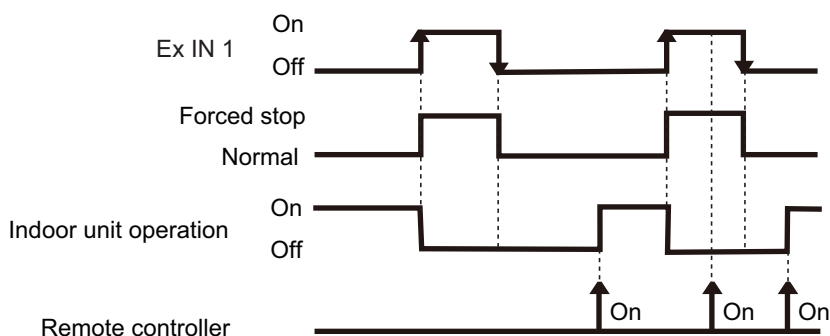 On
Ex IN 1
Off
Forced stop
Normal
On
Indoor unit operation
Off
On
On
On
Remote controller